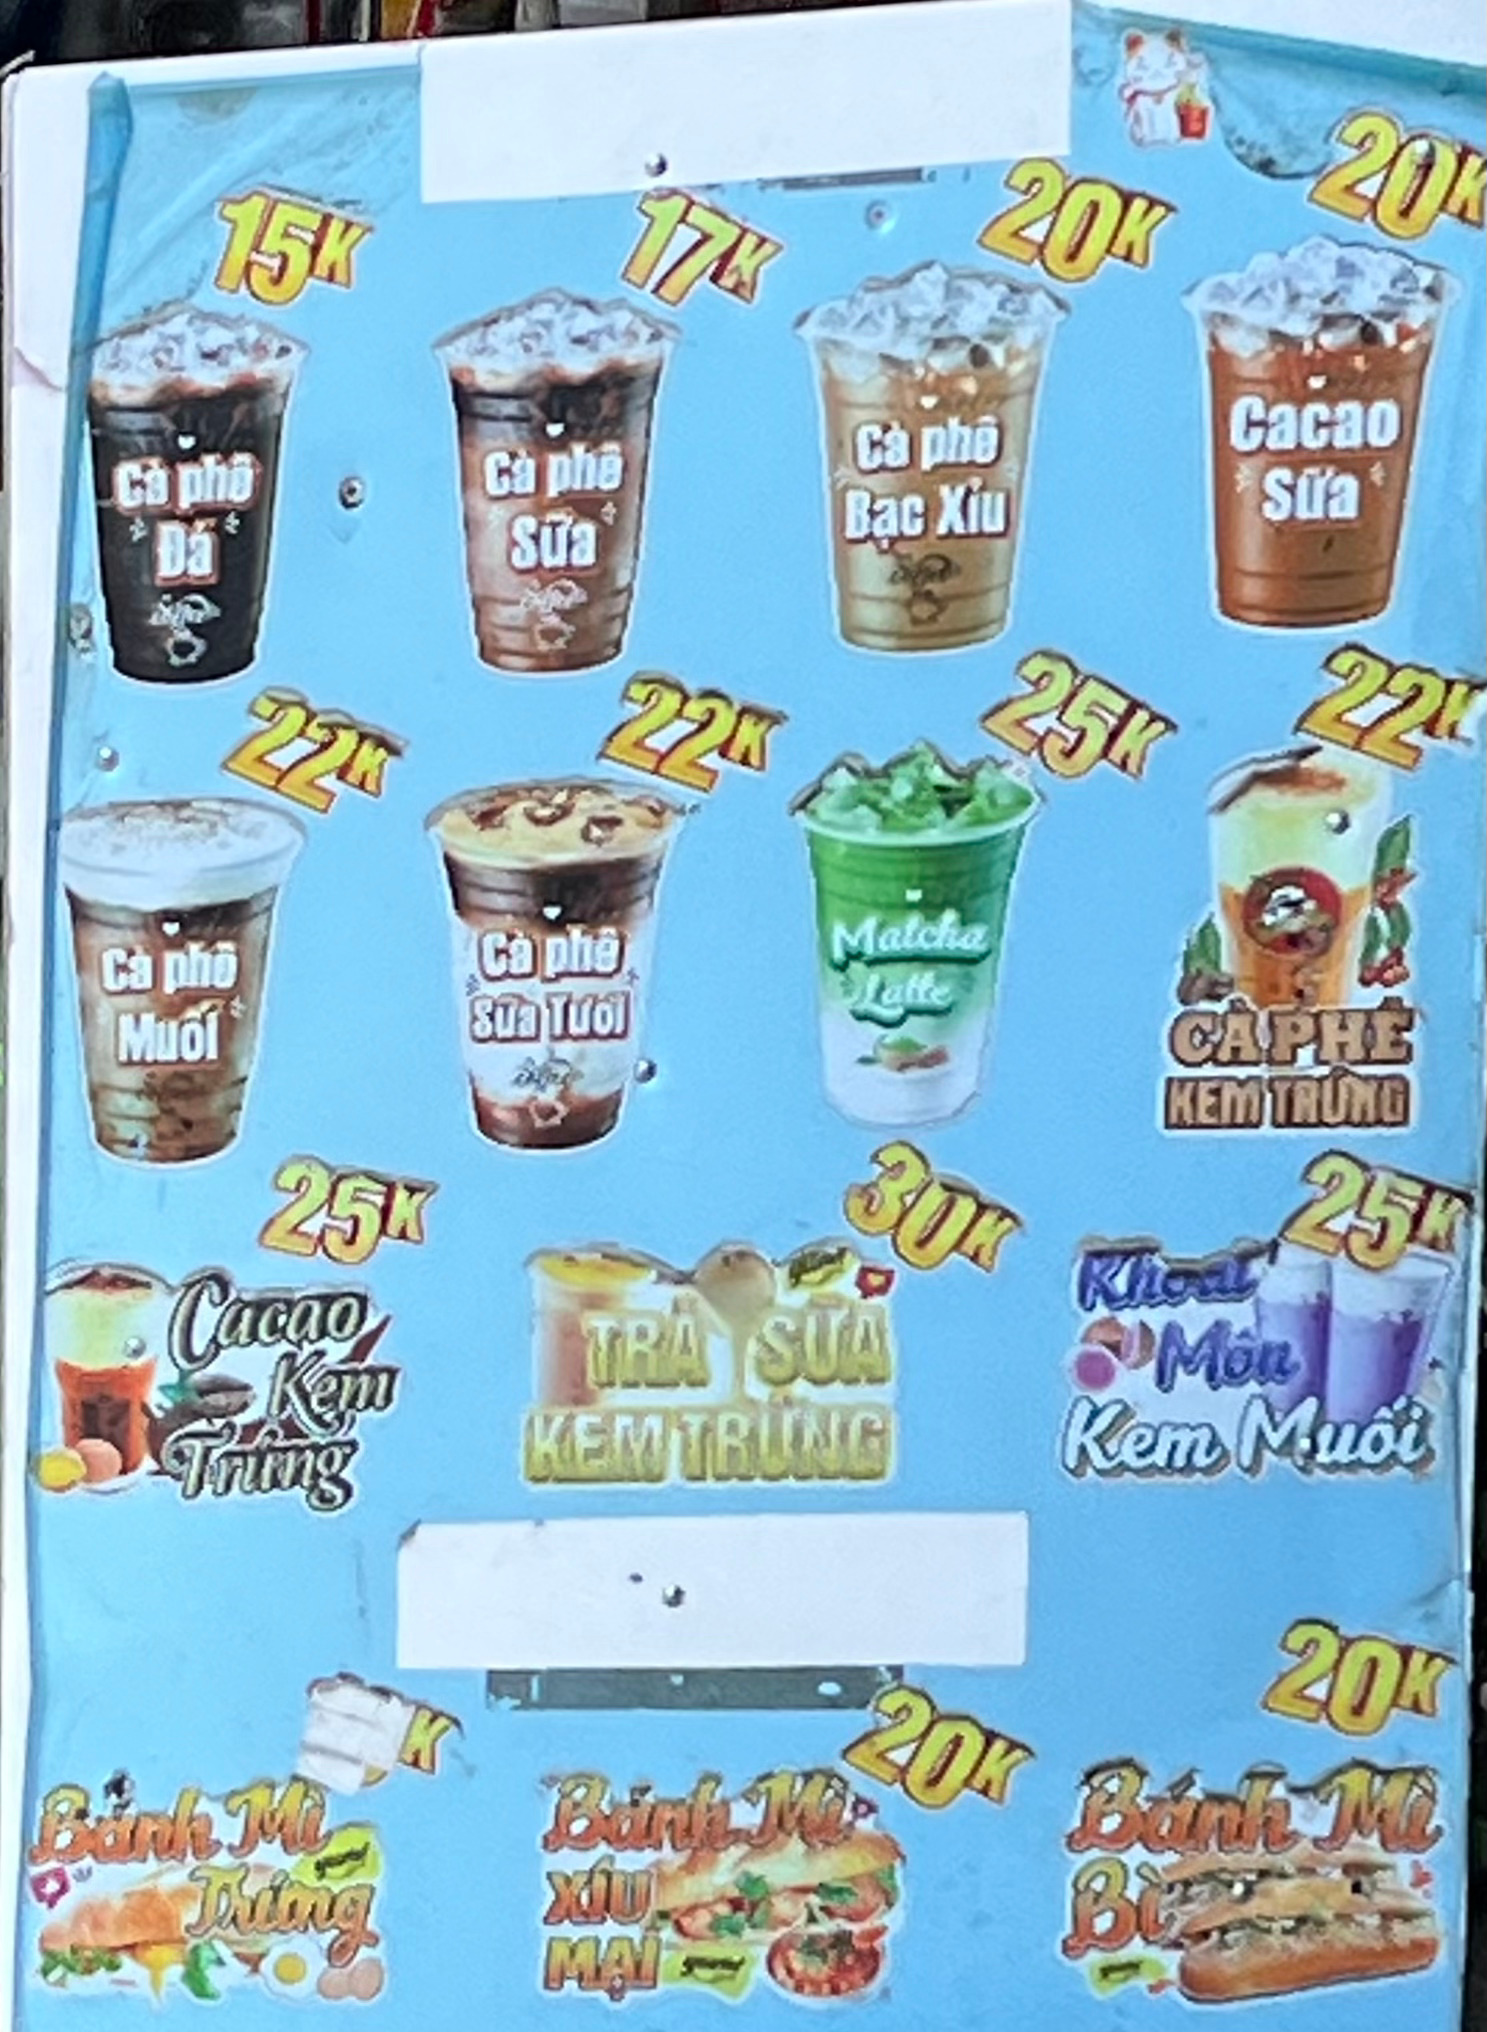 15K
17K
20K
20K
Cà phê
Đá
Cà phê
Sữa
Cà phê
Bạc Xỉu
Cacao
Sữa
22K
22K
25K
22K
Cà phê
Muối
Cà phê
Sữa Tươi
Matcha
Latte
CÀ PHÊ
KEM TRỨNG
25K
30K
25K
Cacao
Kem
Trứng
TRÀ SỮA
KEM TRỨNG
Khoai
Môn
Kem Muối
K
20K
20K
Bánh Mì
Trứng
Bánh Mì
XÍU
MẠI
Bánh Mì
Bì